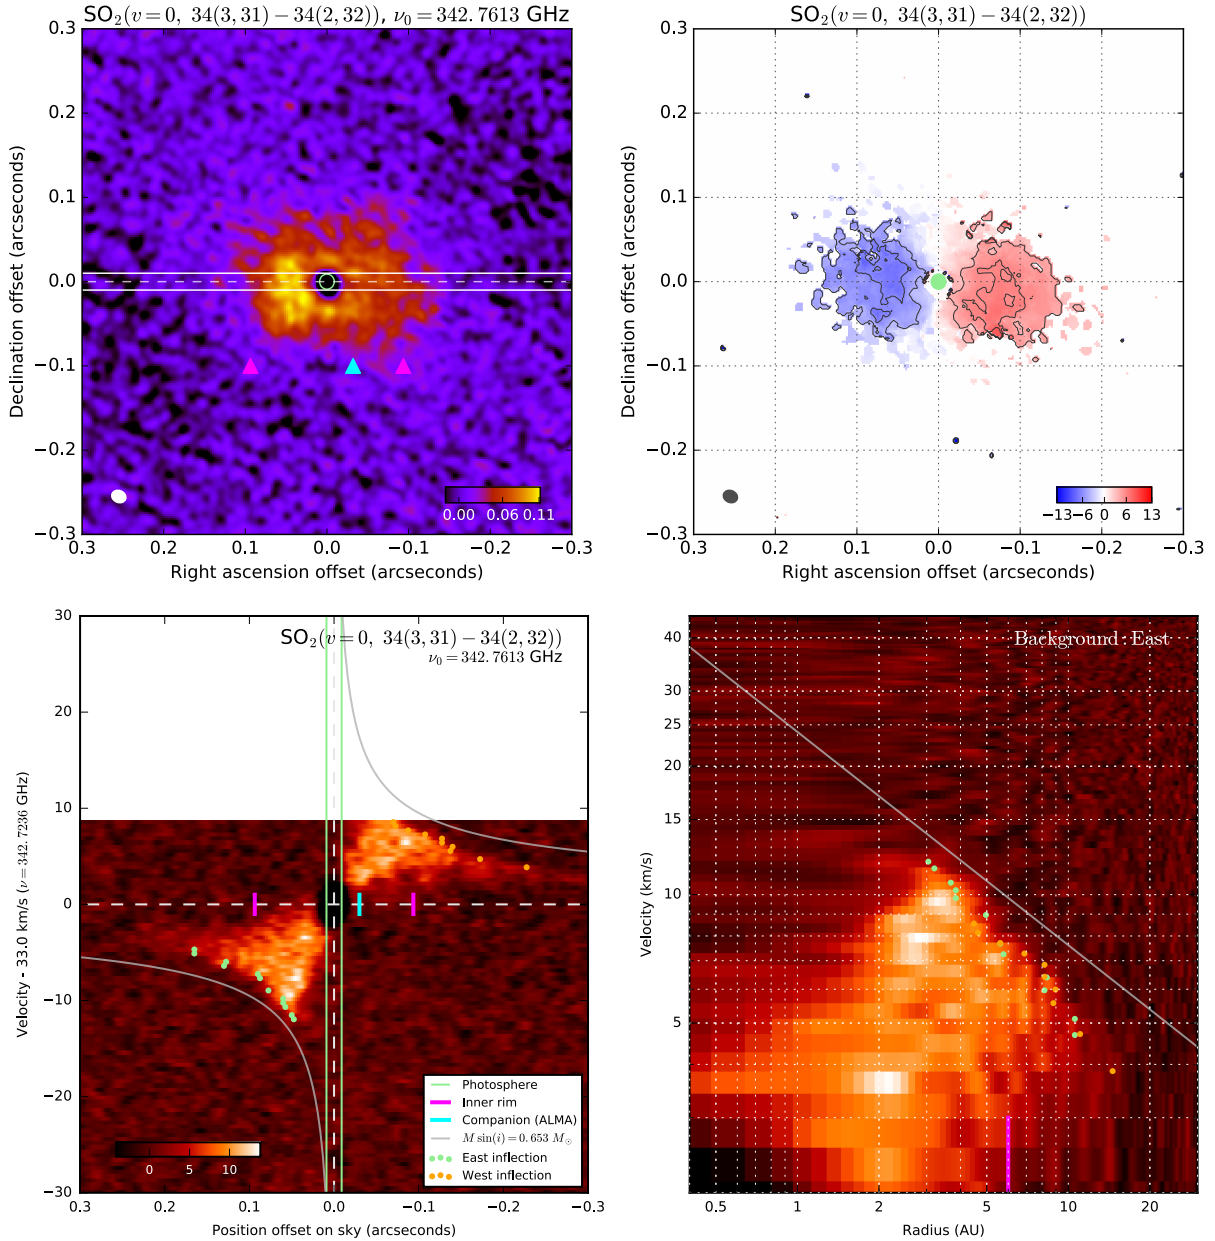 SO₂(v=0, 34(3,31)−34(2,32)), ν₀=342.7613 GHz
0.3
0.2
0.1
0.0
−0.1
−0.2
−0.3
Declination offset (arcseconds)
0.00 0.06 0.11
0.3 0.2 0.1 0.0 −0.1 −0.2 −0.3
Right ascension offset (arcseconds)
SO₂(v=0, 34(3,31)−34(2,32))
0.3
0.2
0.1
0.0
−0.1
−0.2
−0.3
Declination offset (arcseconds)
−13 −6 0 6 13
0.3 0.2 0.1 0.0 −0.1 −0.2 −0.3
Right ascension offset (arcseconds)
SO₂(v=0, 34(3,31)−34(2,32))
ν₀=342.7613 GHz
30
20
10
0
−10
−20
−30
Velocity - 33.0 km/s (ν=342.7236 GHz)
0 5 10
Photosphere
Inner rim
Companion (ALMA)
M sin(i)=0.653 M⊙
East inflection
West inflection
0.3 0.2 0.1 0.0 −0.1 −0.2 −0.3
Position offset on sky (arcseconds)
Background: East
40
30
25
20
15
10
5
Velocity (km/s)
0.5 1 2 5 10 20
Radius (AU)